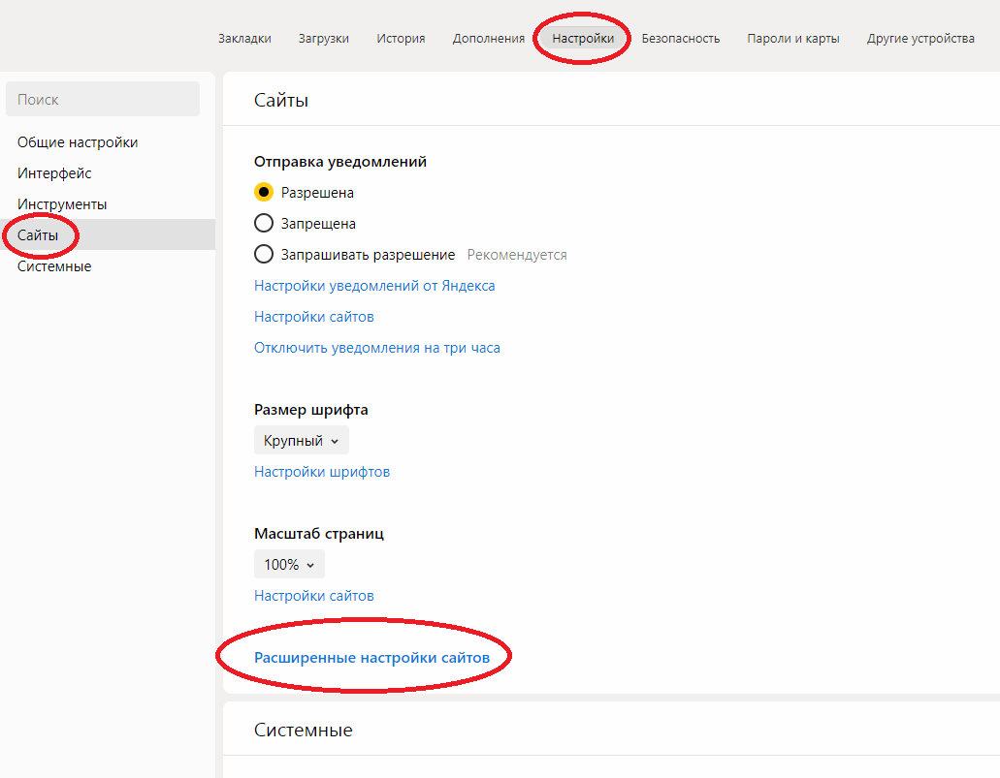 Закладки Загрузки История Дополнения Настройки Безопасность Пароли и карты Другие устройства
Поиск
Общие настройки
Интерфейс
Инструменты
Сайты
Системные
Сайты
Отправка уведомлений
Разрешена
Запрещена
Запрашивать разрешение Рекомендуется
Настройки уведомлений от Яндекса
Настройки сайтов
Отключить уведомления на три часа
Размер шрифта
Крупный
Настройки шрифтов
Масштаб страниц
100%
Настройки сайтов
Расширенные настройки сайтов
Системные